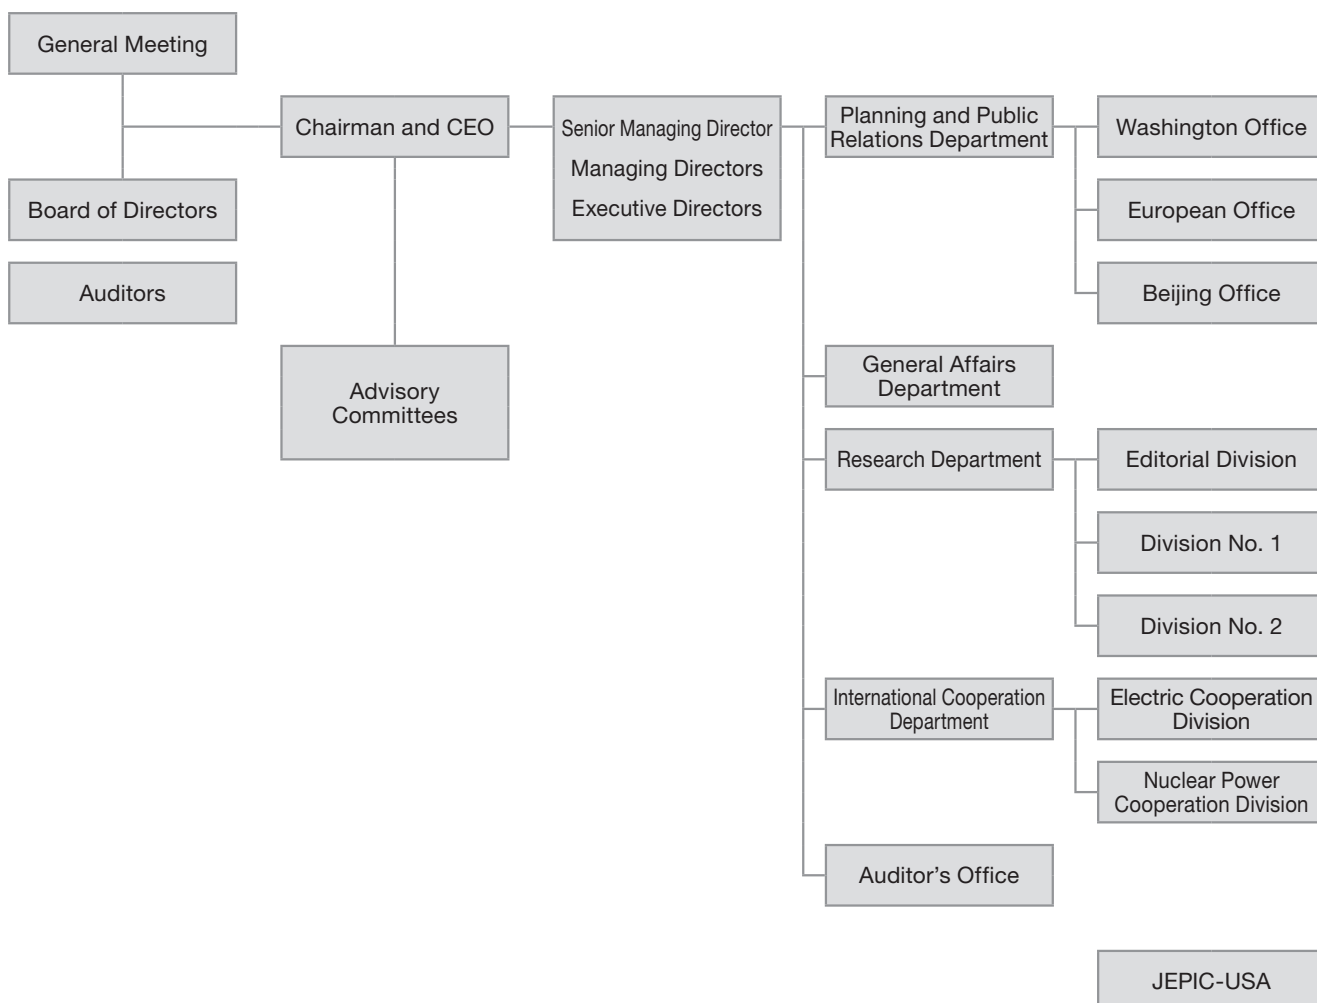 General Meeting
Board of Directors
Auditors
Chairman and CEO
Advisory
Committees
Senior Managing Director
Managing Directors
Executive Directors
Planning and Public
Relations Department
Washington Office
European Office
Beijing Office
General Affairs
Department
Research Department
Editorial Division
Division No. 1
Division No. 2
International Cooperation
Department
Electric Cooperation
Division
Nuclear Power
Cooperation Division
Auditor's Office
JEPIC-USA